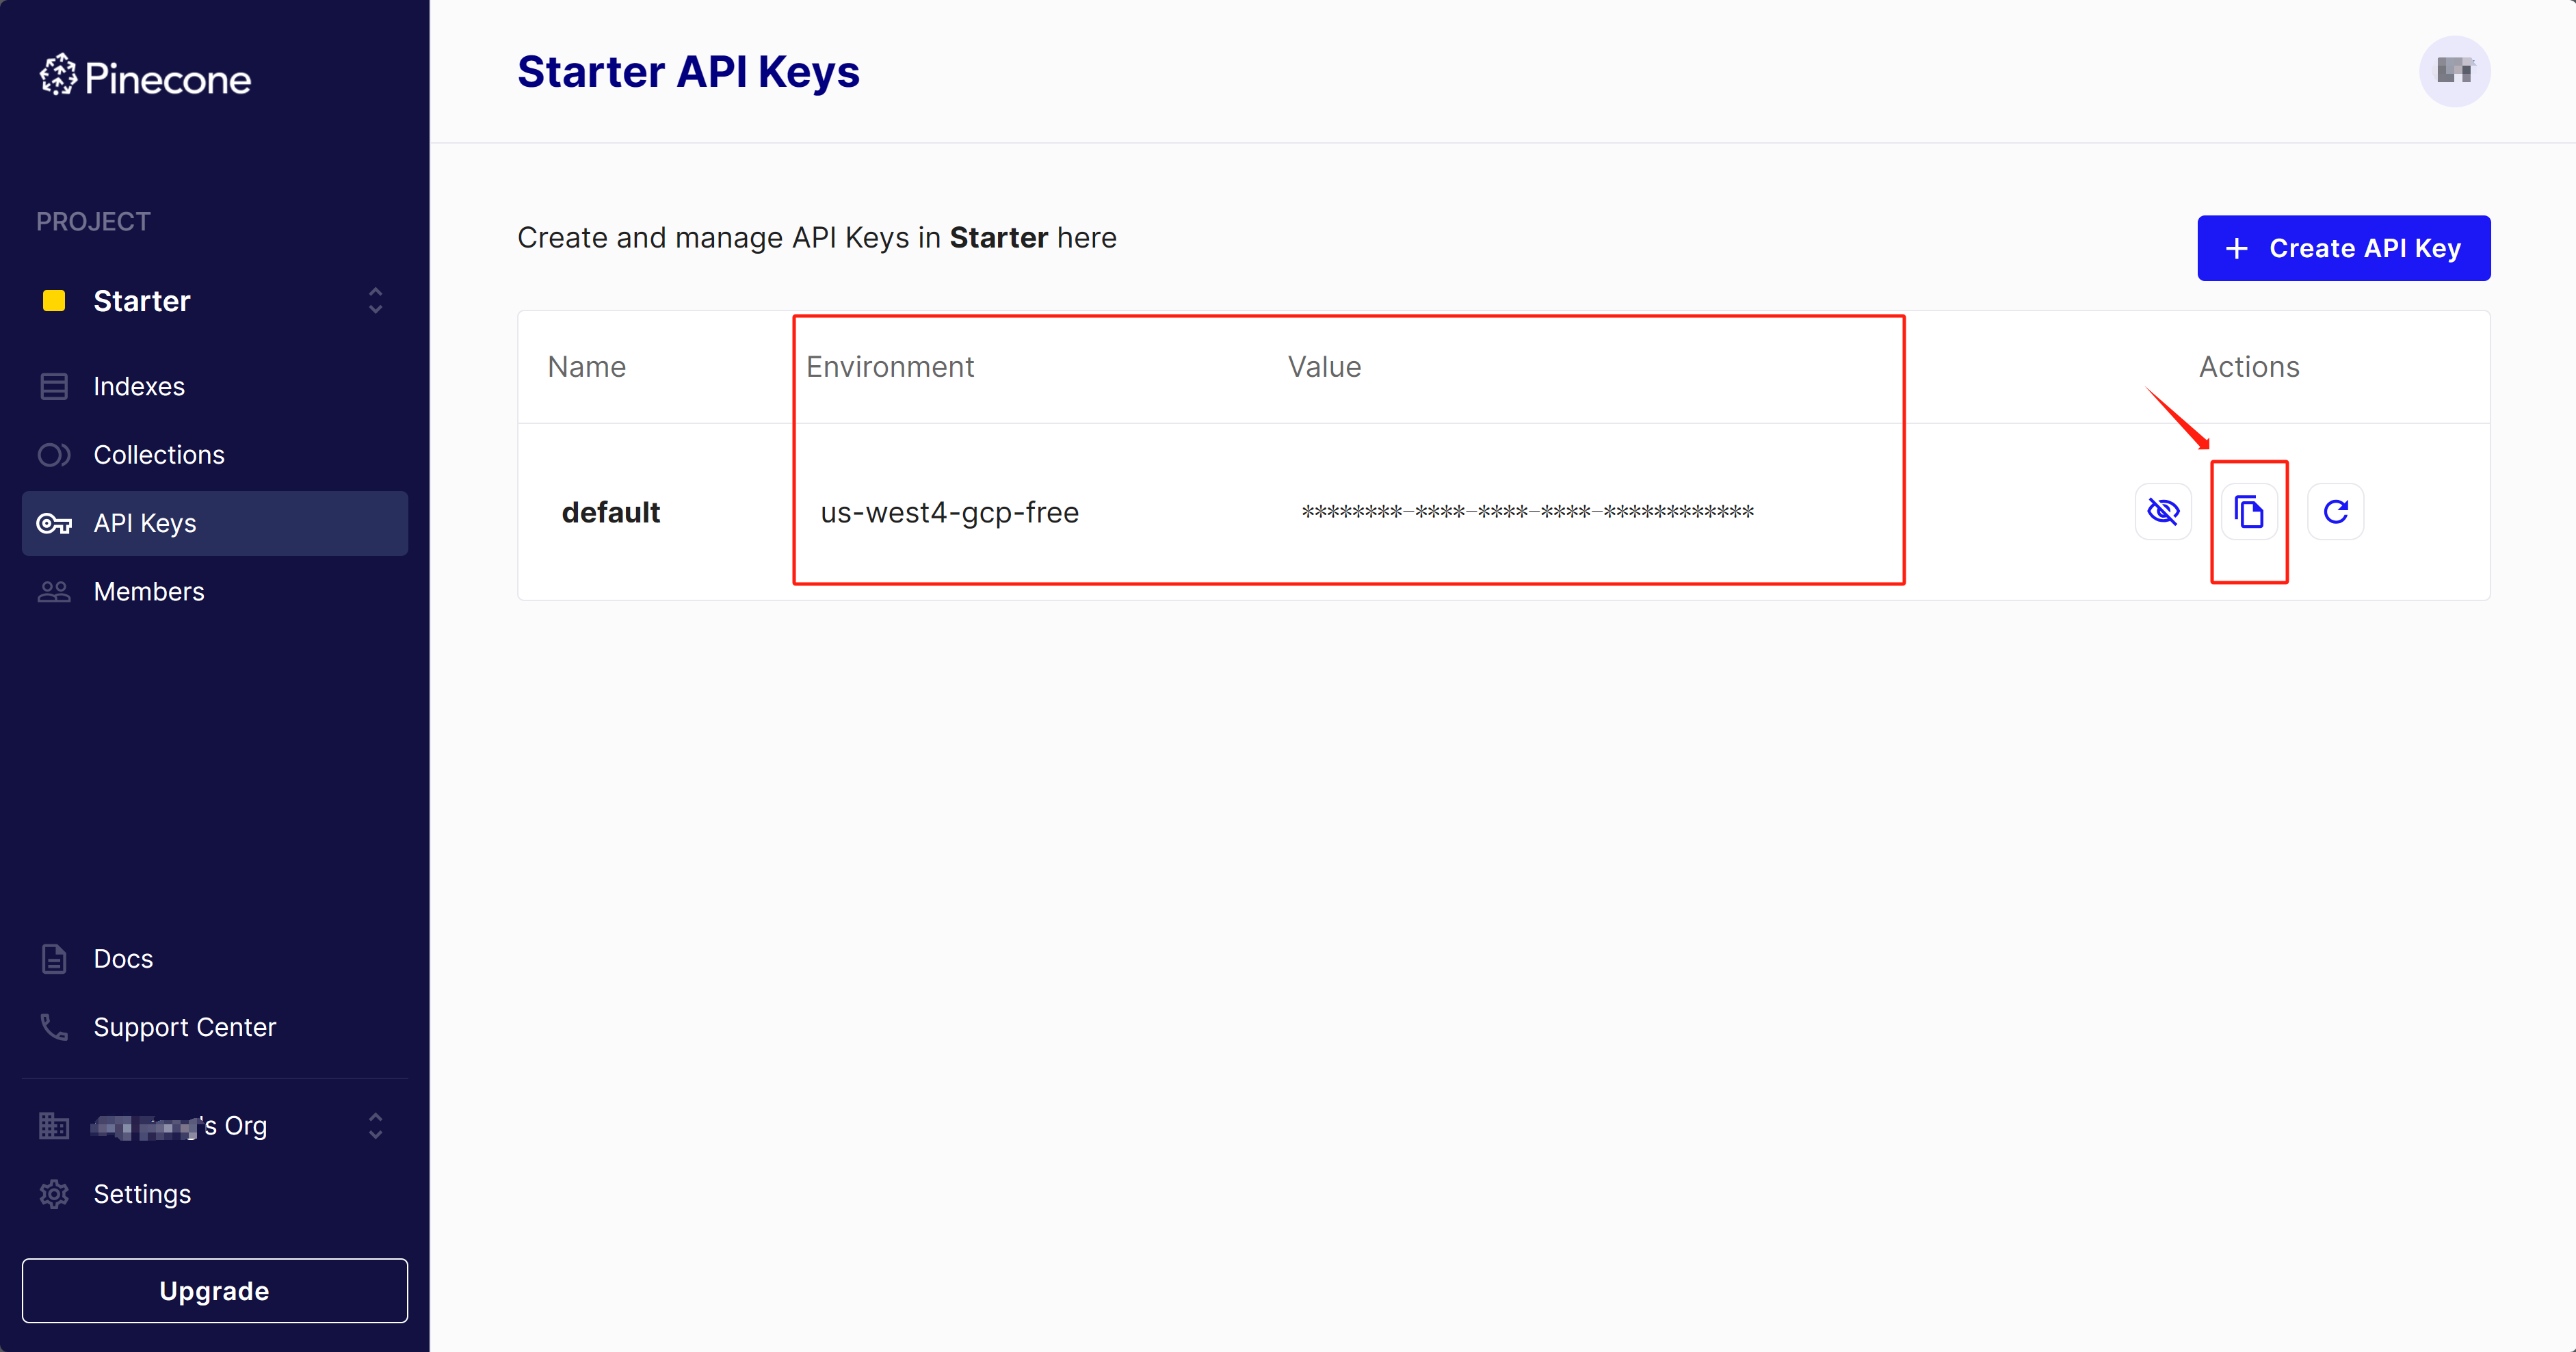 Pinecone
PROJECT
Starter
Indexes
Collections
API Keys
Members
Docs
Support Center
's Org
Settings
Upgrade
Starter API Keys
Create and manage API Keys in Starter here
+ Create API Key
Name Environment Value Actions
default us-west4-gcp-free ********-****-****-****-************